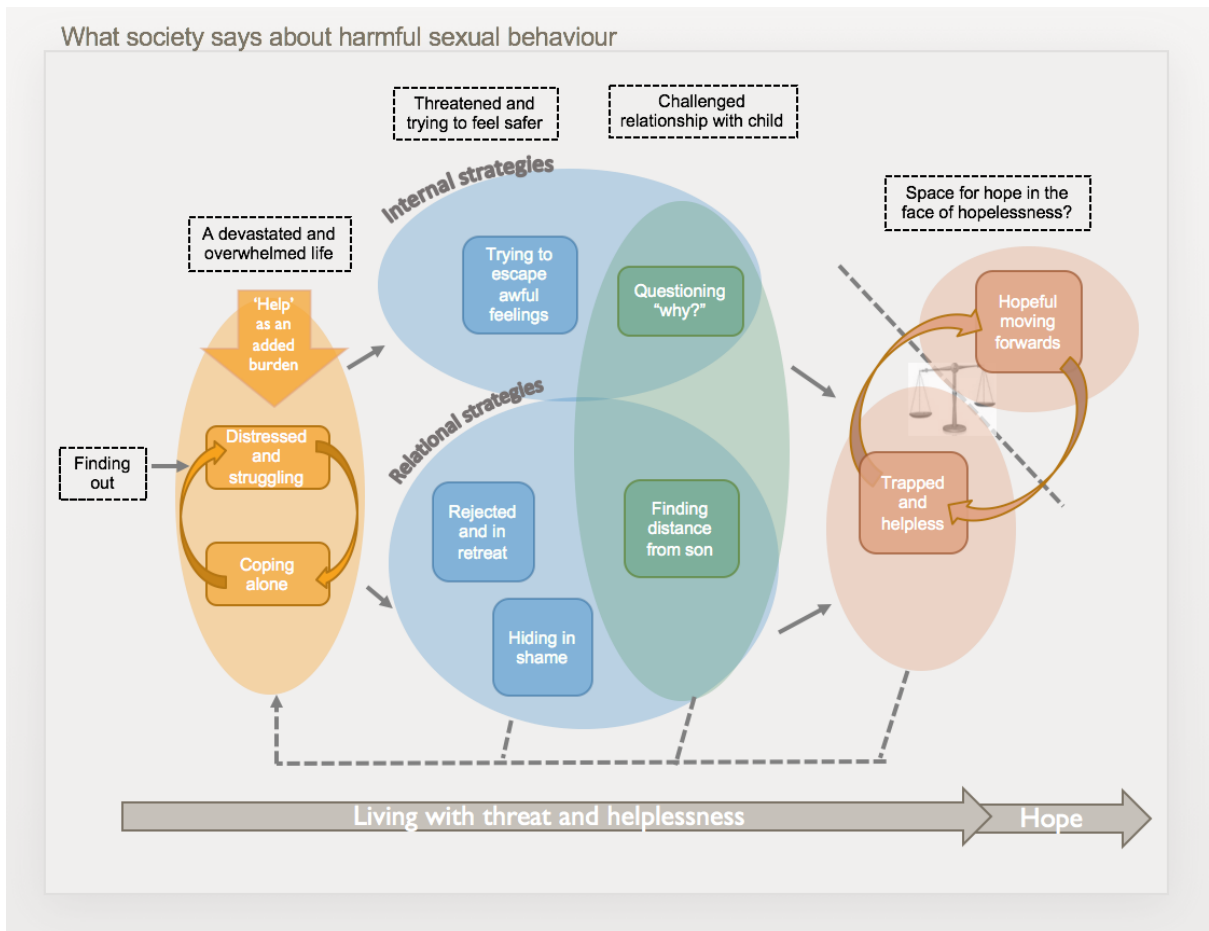 What society says about harmful sexual behaviour
Threatened and
trying to feel safer
Challenged
relationship with child
Internal strategies
Space for hope in the
face of hopelessness?
A devastated and
overwhelmed life
Trying to
escape
awful
feelings
Questioning
“why?”
Hopeful
moving
forwards
‘Help’
as an
added
burden
Relational strategies
Distressed
and
struggling
Finding
out
Trapped
and
helpless
Rejected
and in
retreat
Finding
distance
from son
Coping
alone
Hiding in
shame
Living with threat and helplessness
Hope